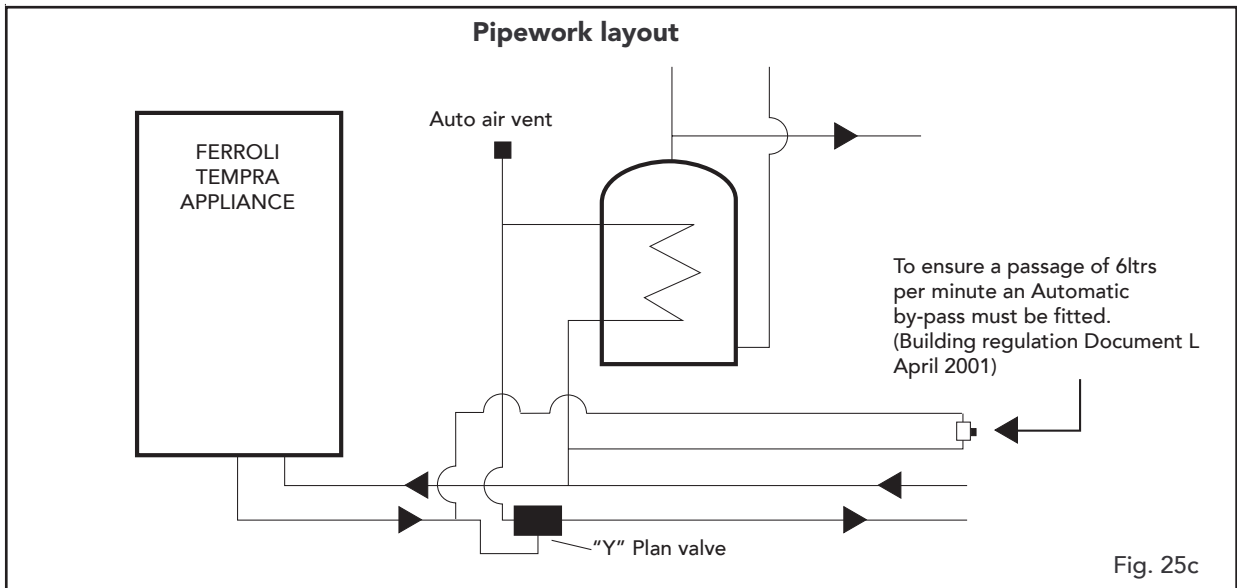 Pipework layout
Auto air vent
FERROLI
TEMPRA
APPLIANCE
To ensure a passage of 6ltrs
per minute an Automatic
by-pass must be fitted.
(Building regulation Document L
April 2001)
“Y” Plan valve
Fig. 25c